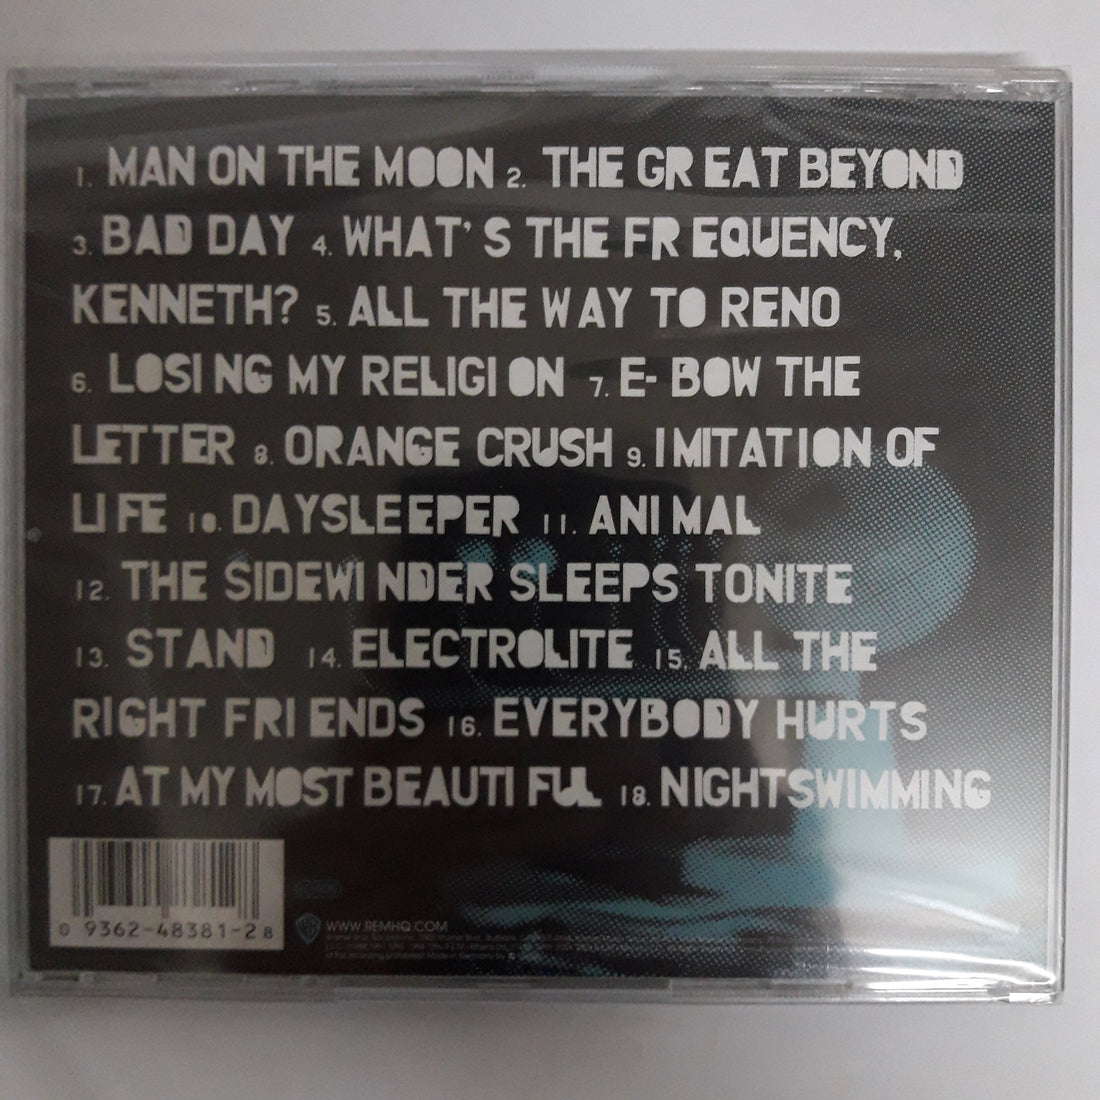 1. MAN ON THE MOON 2. THE GREAT BEYOND
3. BAD DAY 4. WHAT'S THE FREQUENCY,
KENNETH? 5. ALL THE WAY TO RENO
6. LOSING MY RELIGION 7. E-BOW THE
LETTER 8. ORANGE CRUSH 9. IMITATION OF
LIFE 10. DAYSLEEPER 11. ANIMAL
12. THE SIDEWINDER SLEEPS TONITE
13. STAND 14. ELECTROLITE 15. ALL THE
RIGHT FRIENDS 16. EVERYBODY HURTS
17. AT MY MOST BEAUTIFUL 18. NIGHTSWIMMING
0 9362-48381-2 8
WWW.REMHQ.COM